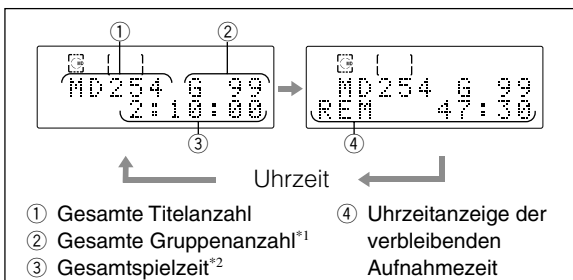 ① ②
MD254 G 99 MD254 G 99
2:10:00 REM 47:30
③ ④
Uhrzeit
① Gesamte Titelanzahl
② Gesamte Gruppenanzahl*1
③ Gesamtspielzeit*2
④ Uhrzeitanzeige der
verbleibenden
Aufnahmezeit